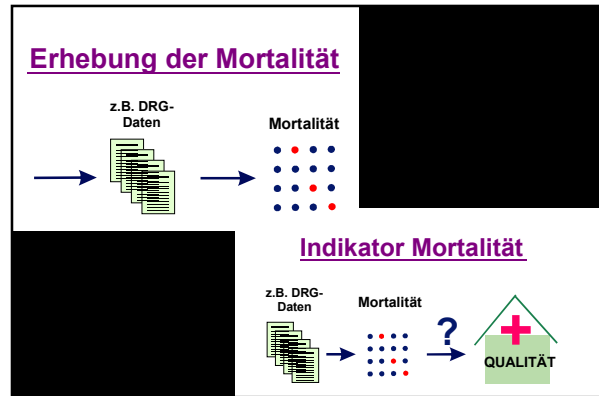 Erhebung der Mortalität
z.B. DRG-
Daten
Mortalität
Indikator Mortalität
z.B. DRG-
Daten
Mortalität
?
QUALITÄT